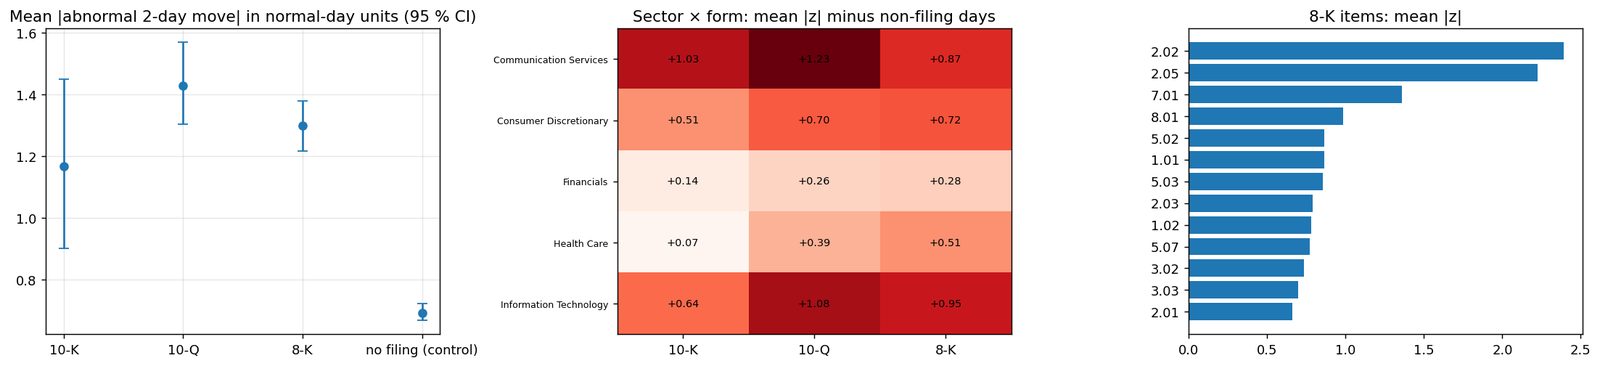 Mean |abnormal 2-day move| in normal-day units (95 % CI)
1.6
1.4
1.2
1.0
0.8
10-K
10-Q
8-K
no filing (control)
Sector × form: mean |z| minus non-filing days
Communication Services
+1.03
+1.23
+0.87
Consumer Discretionary
+0.51
+0.70
+0.72
Financials
+0.14
+0.26
+0.28
Health Care
+0.07
+0.39
+0.51
Information Technology
+0.64
+1.08
+0.95
10-K
10-Q
8-K
8-K items: mean |z|
2.02
2.05
7.01
8.01
5.02
1.01
5.03
2.03
1.02
5.07
3.02
3.03
2.01
0.0
0.5
1.0
1.5
2.0
2.5